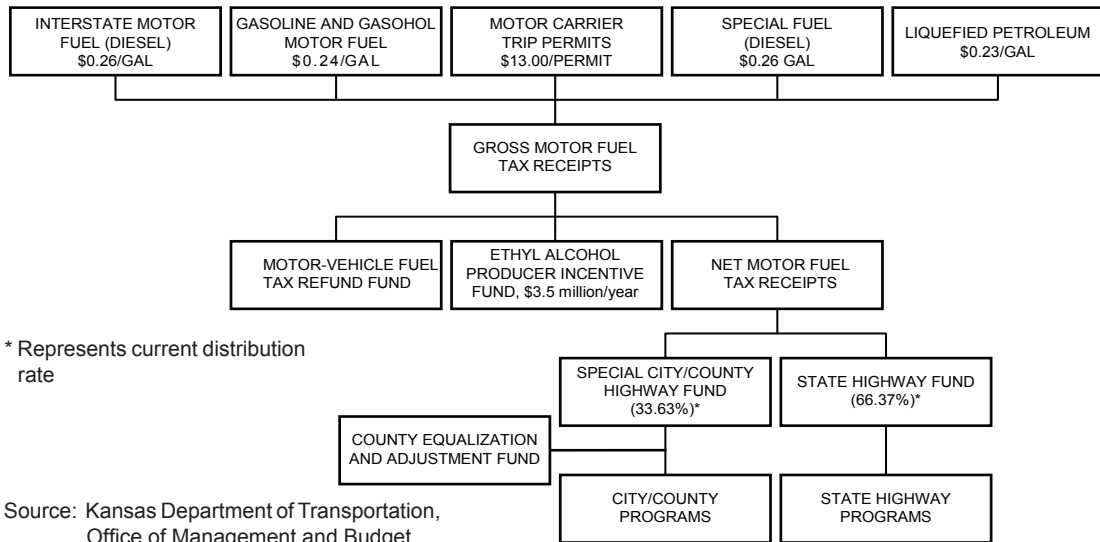 INTERSTATE MOTOR
FUEL (DIESEL)
$0.26/GAL
GASOLINE AND GASOHOL
MOTOR FUEL
$0.24/GAL
MOTOR CARRIER
TRIP PERMITS
$13.00/PERMIT
SPECIAL FUEL
(DIESEL)
$0.26 GAL
LIQUEFIED PETROLEUM
$0.23/GAL
GROSS MOTOR FUEL
TAX RECEIPTS
MOTOR-VEHICLE FUEL
TAX REFUND FUND
ETHYL ALCOHOL
PRODUCER INCENTIVE
FUND, $3.5 million/year
NET MOTOR FUEL
TAX RECEIPTS
* Represents current distribution
rate
SPECIAL CITY/COUNTY
HIGHWAY FUND
(33.63%)*
STATE HIGHWAY FUND
(66.37%)*
COUNTY EQUALIZATION
AND ADJUSTMENT FUND
CITY/COUNTY
PROGRAMS
STATE HIGHWAY
PROGRAMS
Source: Kansas Department of Transportation,
Office of Management and Budget